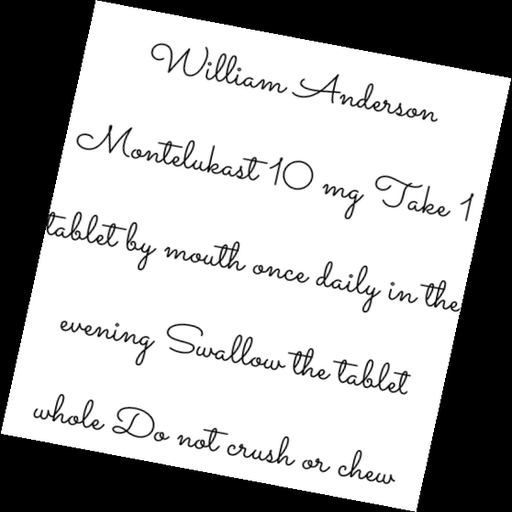 William Anderson
Montelukast 10 mg Take 1
tablet by mouth once daily in the
evening Swallow the tablet
whole Do not crush or chew